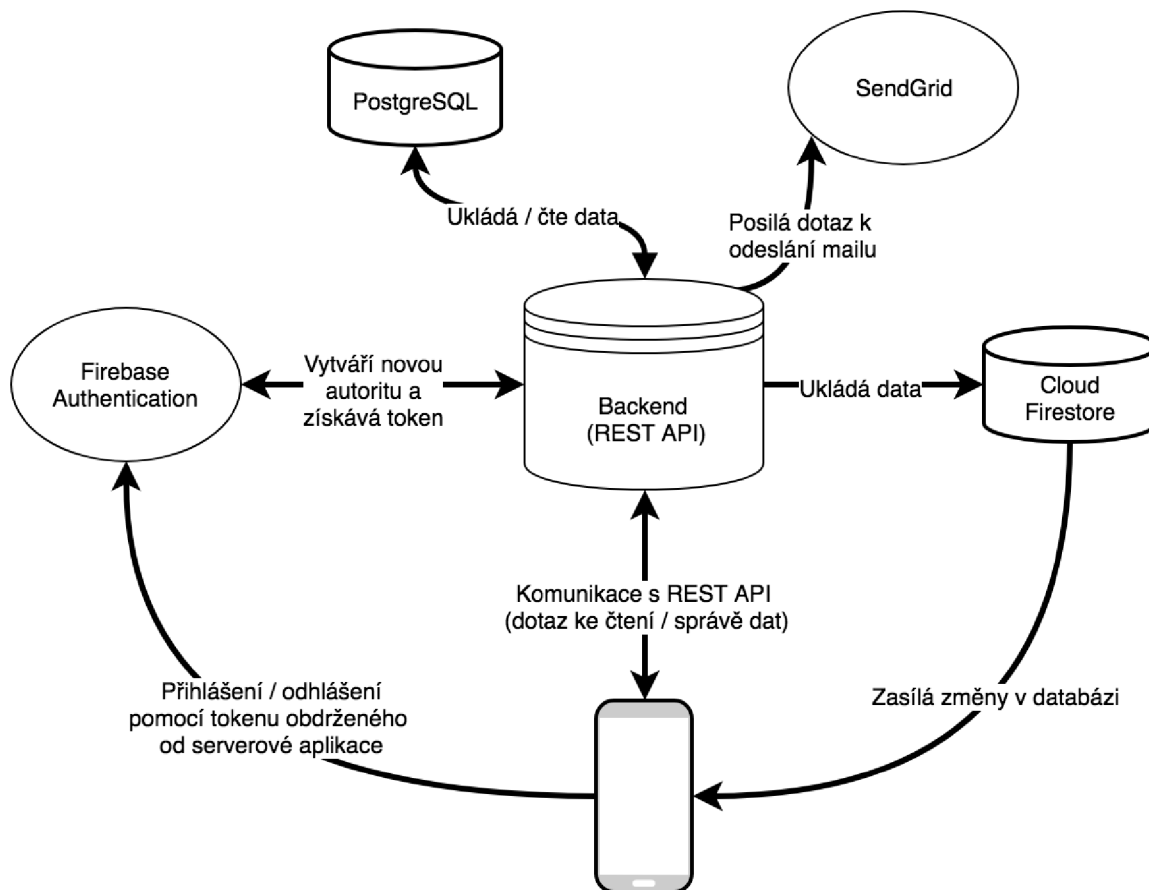 PostgreSQL
SendGrid
Ukládá / čte data
Posilá dotaz k
odeslání mailu
Firebase
Authentication
Vytváří novou
autoritu a
získává token
Backend
(REST API)
Ukládá data
Cloud
Firestore
Komunikace s REST API
(dotaz ke čtení / správě dat)
Přihlášení / odhlášení
pomocí tokenu obdrženého
od serverové aplikace
Zasílá změny v databázi